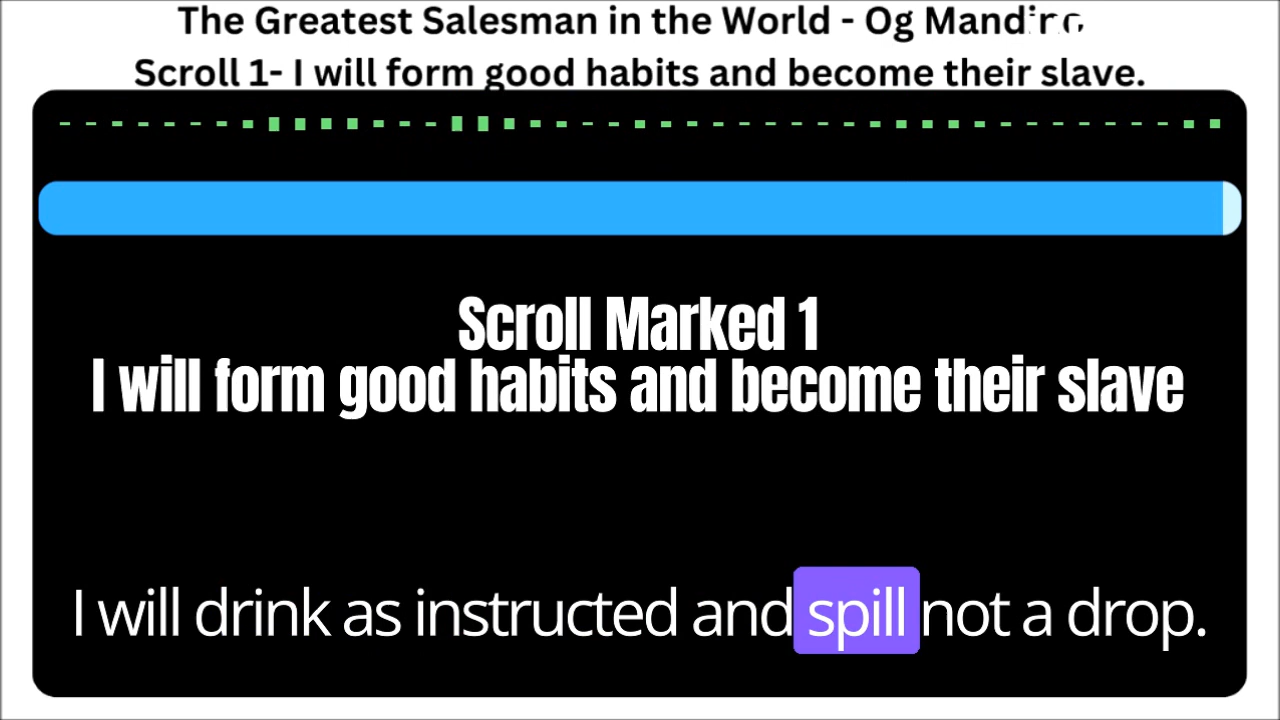 The Greatest Salesman in the World - Og
Scroll 1- I will form good habits and become their slave.
Scroll Marked 1
I will form good habits and become their slave
I will drink as instructed and spill not a drop.